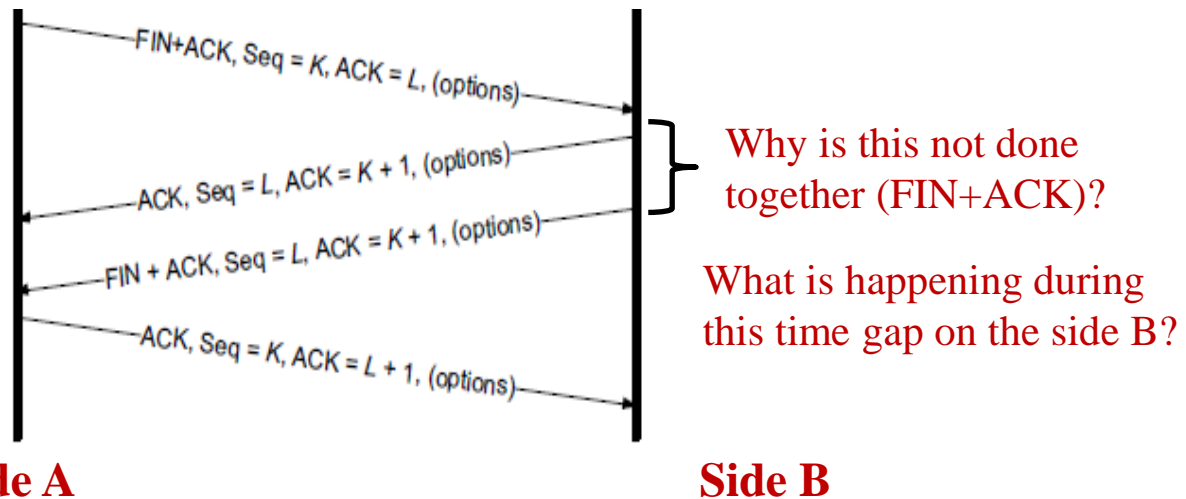 FIN+ACK, Seq = K, ACK = L, (options)
Why is this not done
together (FIN+ACK)?
ACK, Seq = L, ACK = K + 1, (options)
FIN + ACK, Seq = L, ACK = K + 1, (options)
What is happening during
this time gap on the side B?
ACK, Seq = K, ACK = L + 1, (options)
de A
Side B